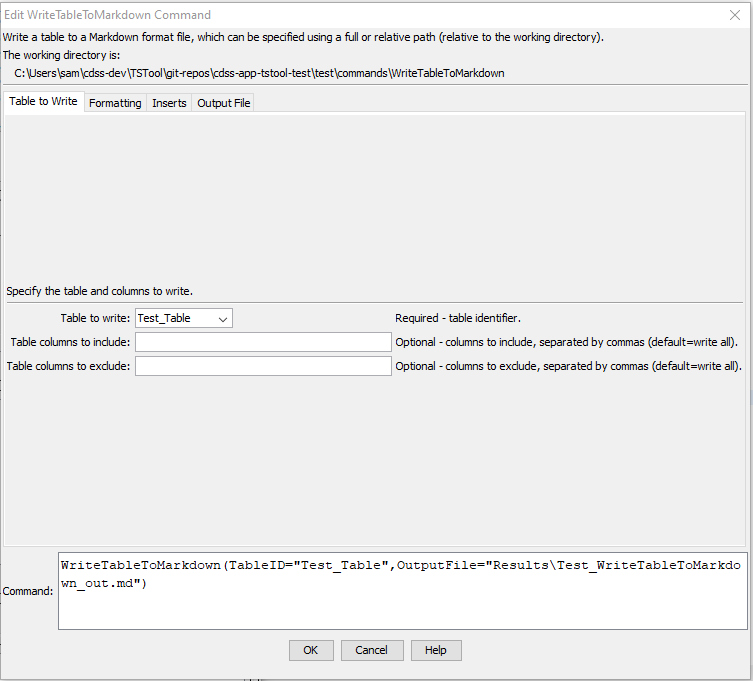 Edit WriteTableToMarkdown Command
Write a table to a Markdown format file, which can be specified using a full or relative path (relative to the working directory).
The working directory is:
C:\Users\sam\cdss-dev\TSTool\git-repos\cdss-app-tstool-test\test\commands\WriteTableToMarkdown
Table to Write Formatting Inserts Output File
Specify the table and columns to write.
Table to write: Test_Table Required - table identifier.
Table columns to include: Optional - columns to include, separated by commas (default=write all).
Table columns to exclude: Optional - columns to exclude, separated by commas (default=write all).
Command: WriteTableToMarkdown(TableID="Test_Table",OutputFile="Results\Test_WriteTableToMarkdo
wn_out.md")
OK Cancel Help